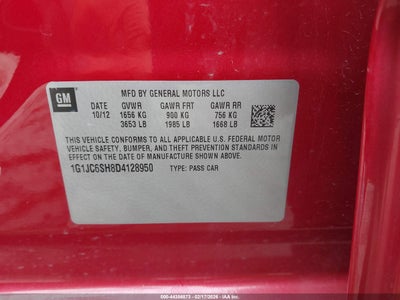 GM
MFD BY GENERAL MOTORS LLC
DATE GVWR GAWR FRT GAWR RR
10/12 1656 KG 900 KG 756 KG
3653 LB 1985 LB 1668 LB
THIS VEHICLE CONFORMS TO ALL APPLICABLE U.S. FEDERAL MOTOR
VEHICLE SAFETY, BUMPER, AND THEFT PREVENTION STANDARDS IN
EFFECT ON THE DATE OF MANUFACTURE SHOWN ABOVE.
1G1JC6SH8D4128950 TYPE: PASS CAR